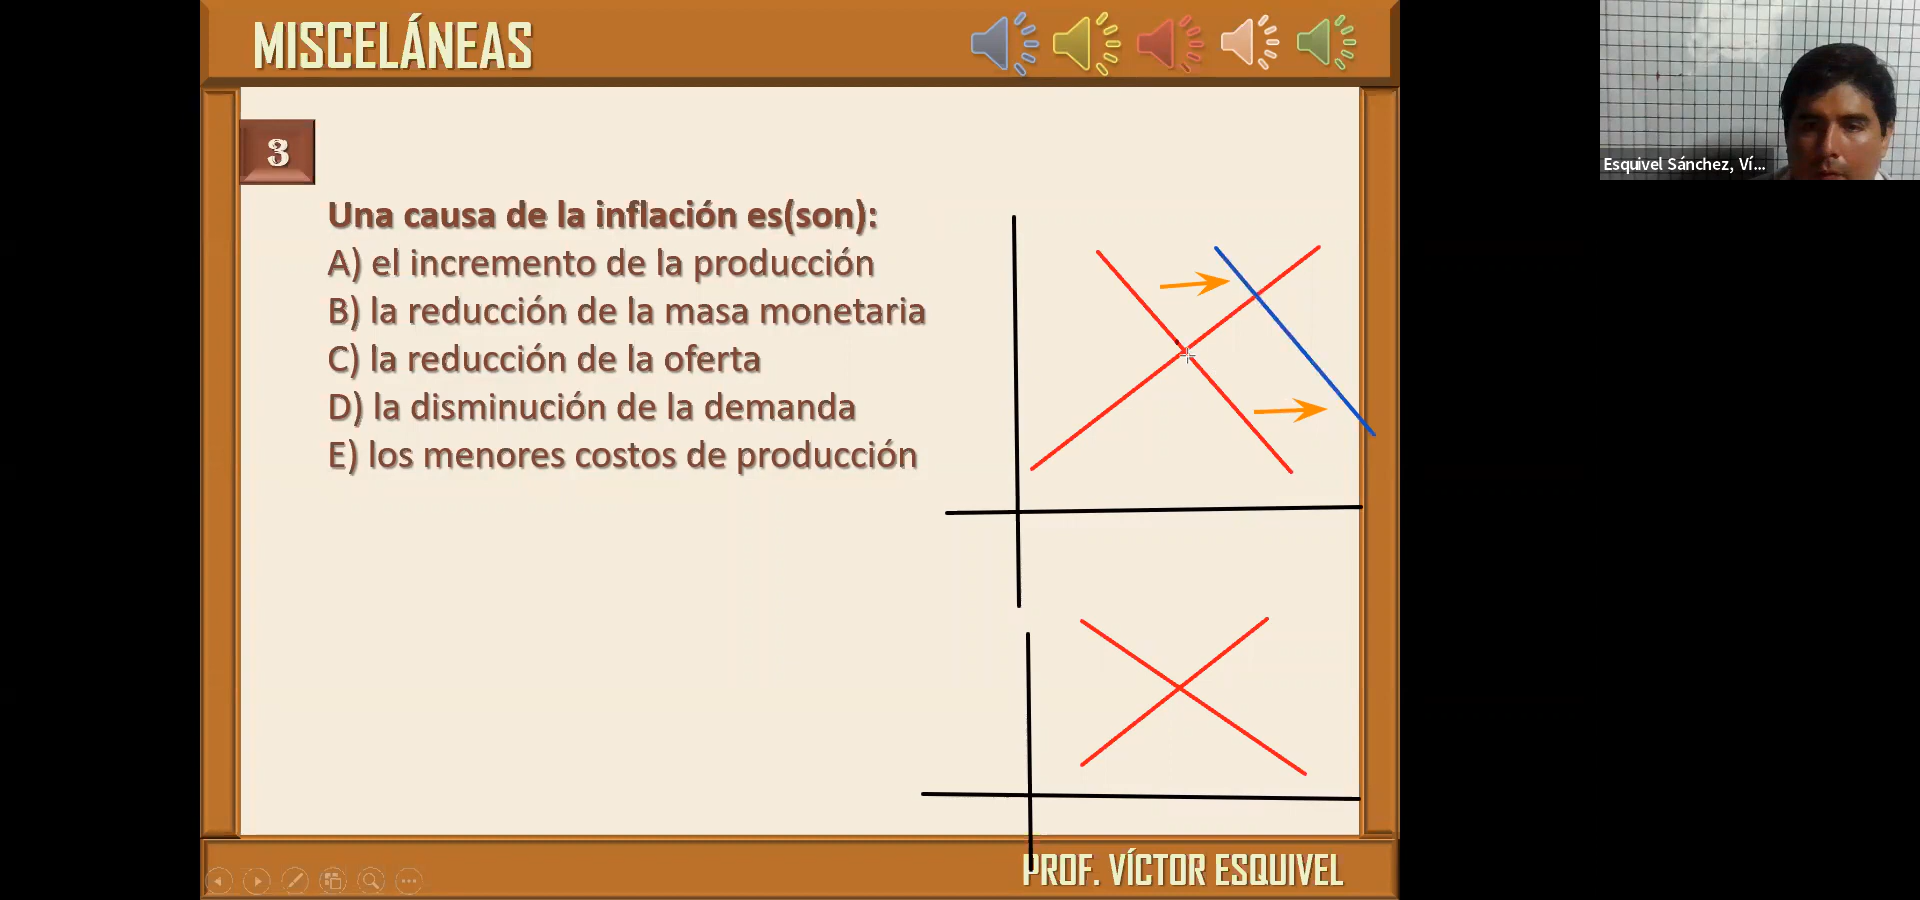 MISCELÁNEAS
Esquivel Sánchez, Ví...
3
Una causa de la inflación es(son):
A) el incremento de la producción
B) la reducción de la masa monetaria
C) la reducción de la oferta
D) la disminución de la demanda
E) los menores costos de producción
PROF. VÍCTOR ESQUIVEL